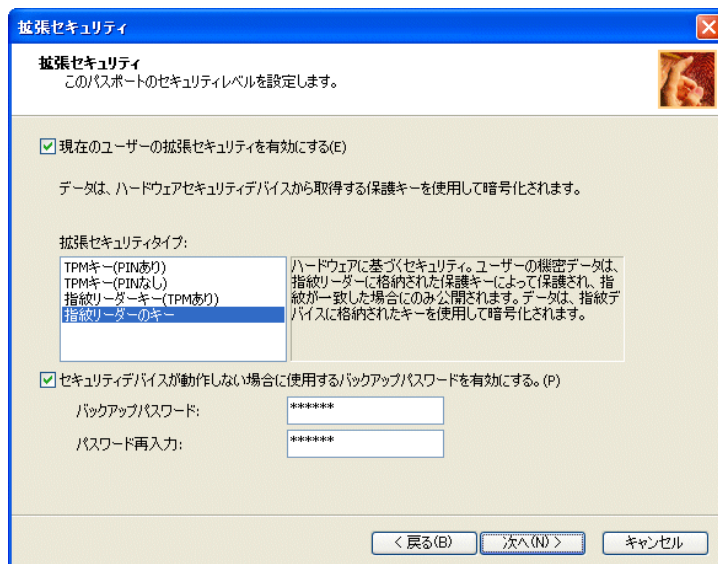 拡張セキュリティ
拡張セキュリティ
このパスポートのセキュリティレベルを設定します。
現在のユーザーの拡張セキュリティを有効にする(E)
データは、ハードウェアセキュリティデバイスから取得する保護キーを使用して暗号化されます。
拡張セキュリティタイプ:
TPMキー(PINあり)
TPMキー(PINなし)
指紋リーダーキー(TPMあり)
指紋リーダーのキー
ハードウェアに基づくセキュリティ。ユーザーの機密データは、
指紋リーダーに格納された保護キーによって保護され、指
紋が一致した場合にのみ公開されます。データは、指紋デ
バイスに格納されたキーを使用して暗号化されます。
セキュリティデバイスが動作しない場合に使用するバックアップパスワードを有効にする。(P)
バックアップパスワード:
******
パスワード再入力:
******
< 戻る(B)
次へ(N) >
キャンセル